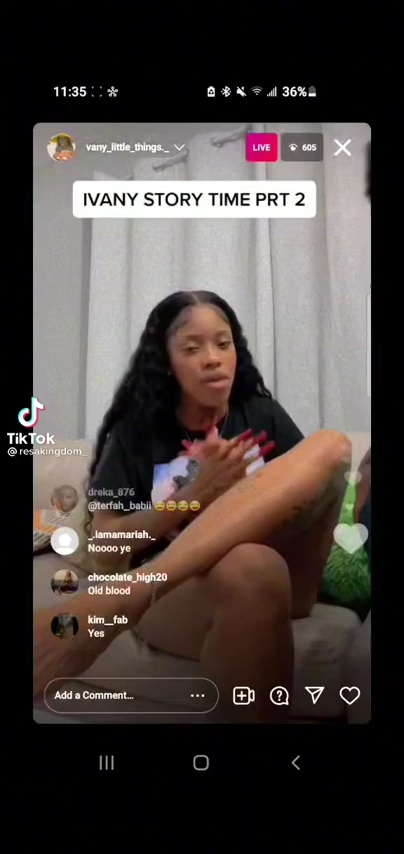 11:35
36%
vany_little_things._
LIVE
605
IVANY STORY TIME PRT 2
TikTok
@resakingdom_
dreka_876
@terfah_babii 😂😂😂😂
_.lamamariah._
Noooo ye
chocolate_high20
Old blood
kim__fab
Yes
Add a Comment...